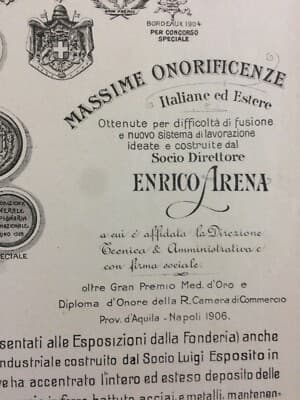 BORDEAUX 1904
PER CONCORSO
SPECIALE
MASSIME ONORIFICENZE
Italiane ed Estere
Ottenute per difficoltà di fusione
e nuovo sistema di lavorazione
ideate e costruite dal
Socio Direttore
ENRICO ARENA
a cui è affidata la Direzione
Tecnica & Amministrativa e
con firma sociale.
oltre Gran Premio Med. d'Oro e
Diploma d'Onore della R. Camera di Commercio
Prov. d'Aquila - Napoli 1906.
SPECIALE
sentati alle Esposizioni dalla Fonderia) anche
industriale costruito dal Socio Luigi Esposito in
ve ha accentrato l'intero ed esteso deposito delle